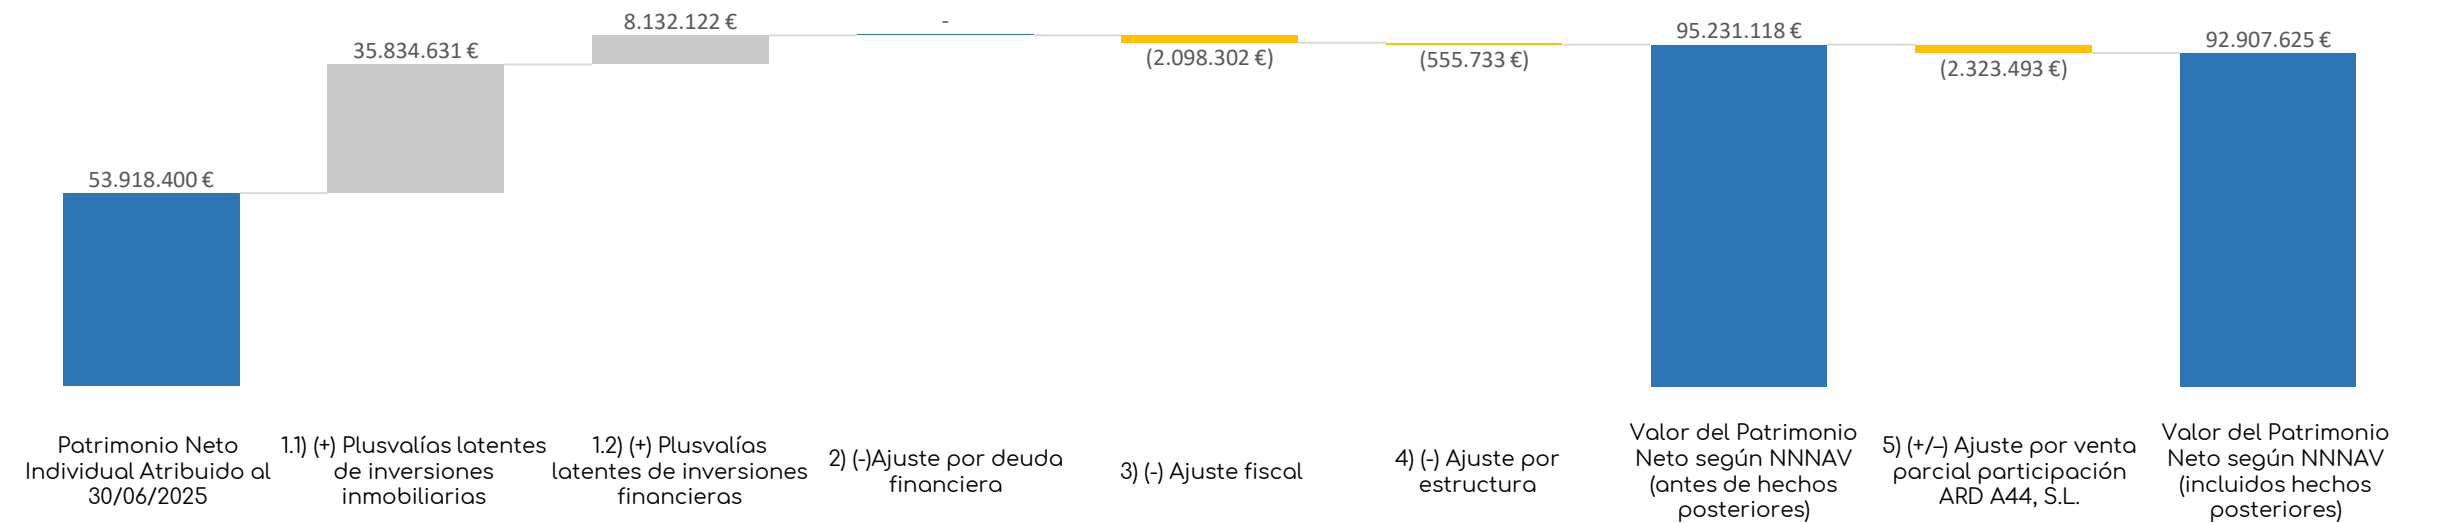 53.918.400 €
35.834.631 €
8.132.122 €
-
(2.098.302 €)
(555.733 €)
95.231.118 €
(2.323.493 €)
92.907.625 €
Patrimonio Neto
Individual Atribuido al
30/06/2025
1.1) (+) Plusvalías latentes
de inversiones
inmobiliarias
1.2) (+) Plusvalías
latentes de inversiones
financieras
2) (-)Ajuste por deuda
financiera
3) (-) Ajuste fiscal
4) (-) Ajuste por
estructura
Valor del Patrimonio
Neto según NNNAV
(antes de hechos
posteriores)
5) (+/-) Ajuste por venta
parcial participación
ARD A44, S.L.
Valor del Patrimonio
Neto según NNNAV
(incluidos hechos
posteriores)